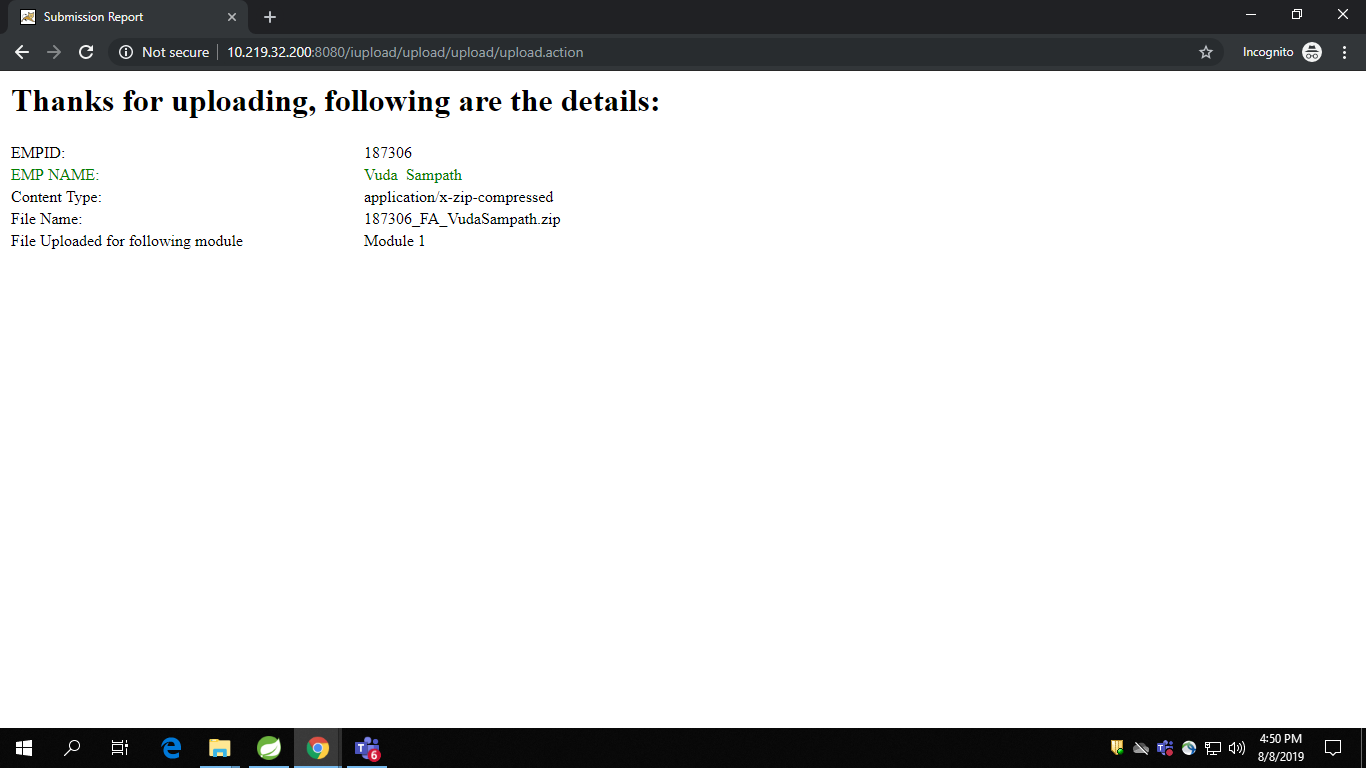 Submission Report
Not secure 10.219.32.200:8080/iupload/upload/upload/upload.action
Incognito
Thanks for uploading, following are the details:
EMPID: 187306
EMP NAME: Vuda  Sampath
Content Type: application/x-zip-compressed
File Name: 187306_FA_VudaSampath.zip
File Uploaded for following module Module 1
T 6
4:50 PM
8/8/2019